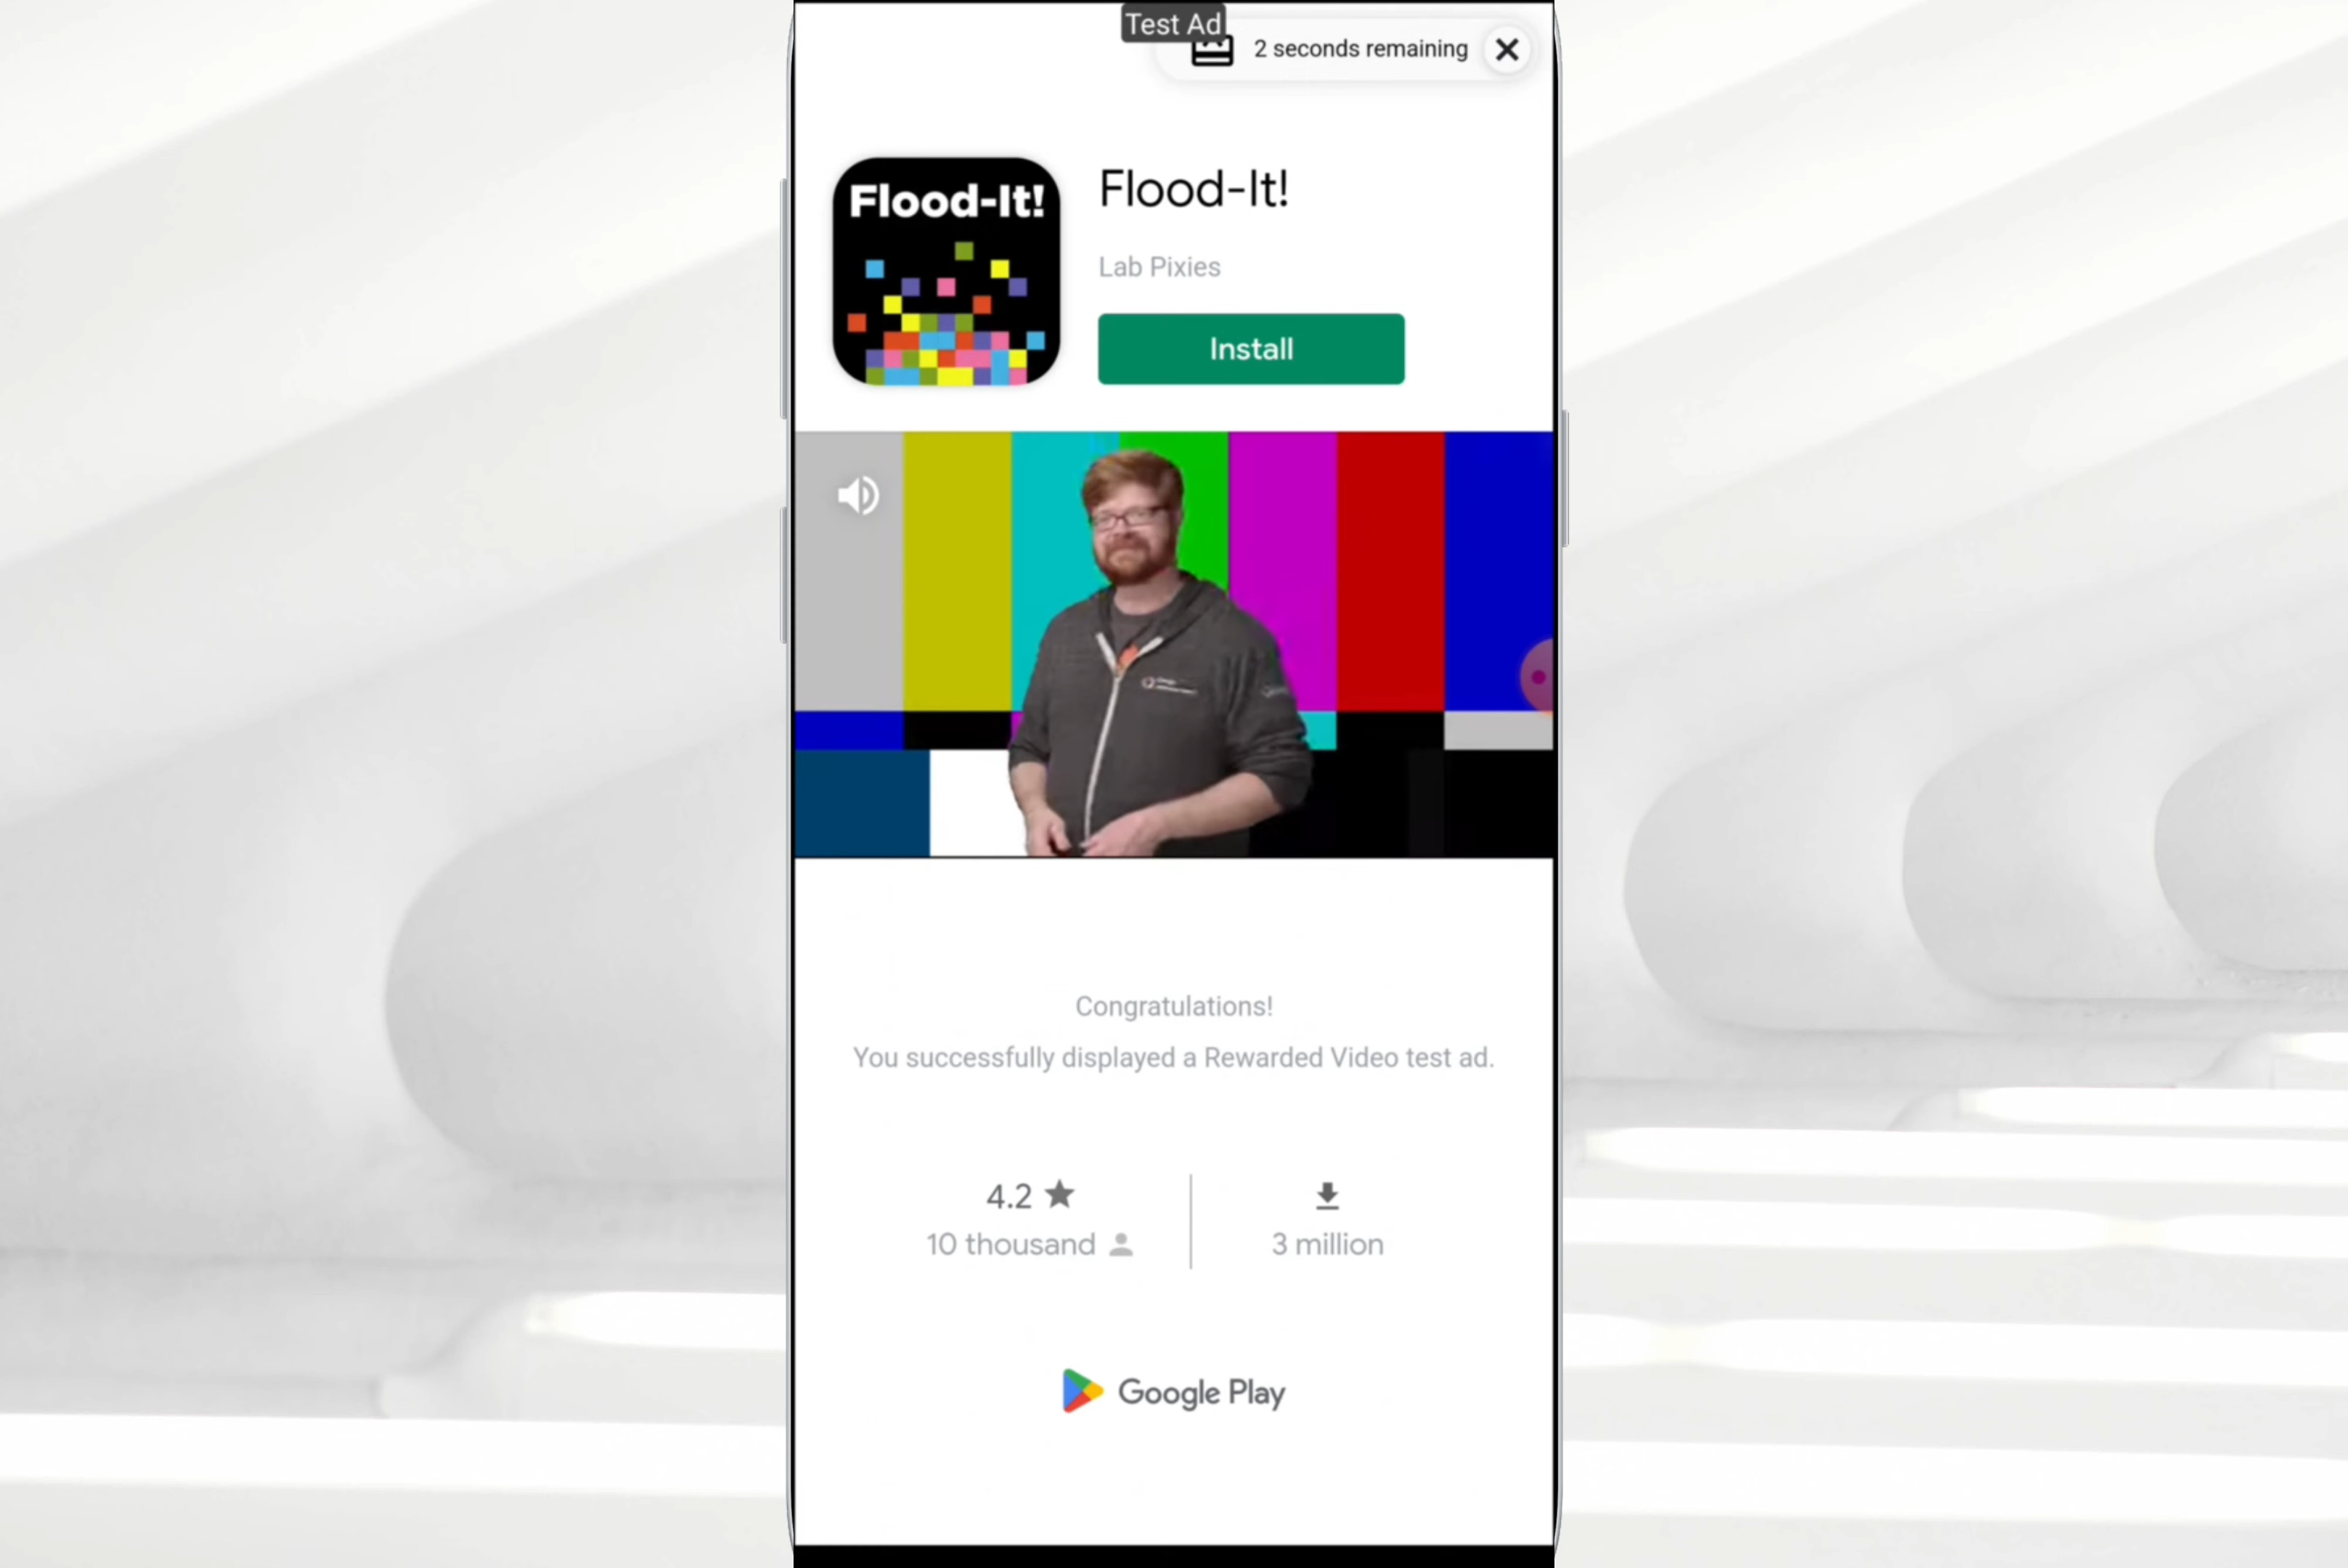 Test Ad
2 seconds remaining
Flood-It!
Flood-It!
Lab Pixies
Install
Congratulations!
You successfully displayed a Rewarded Video test ad.
4.2
10 thousand
3 million
Google Play